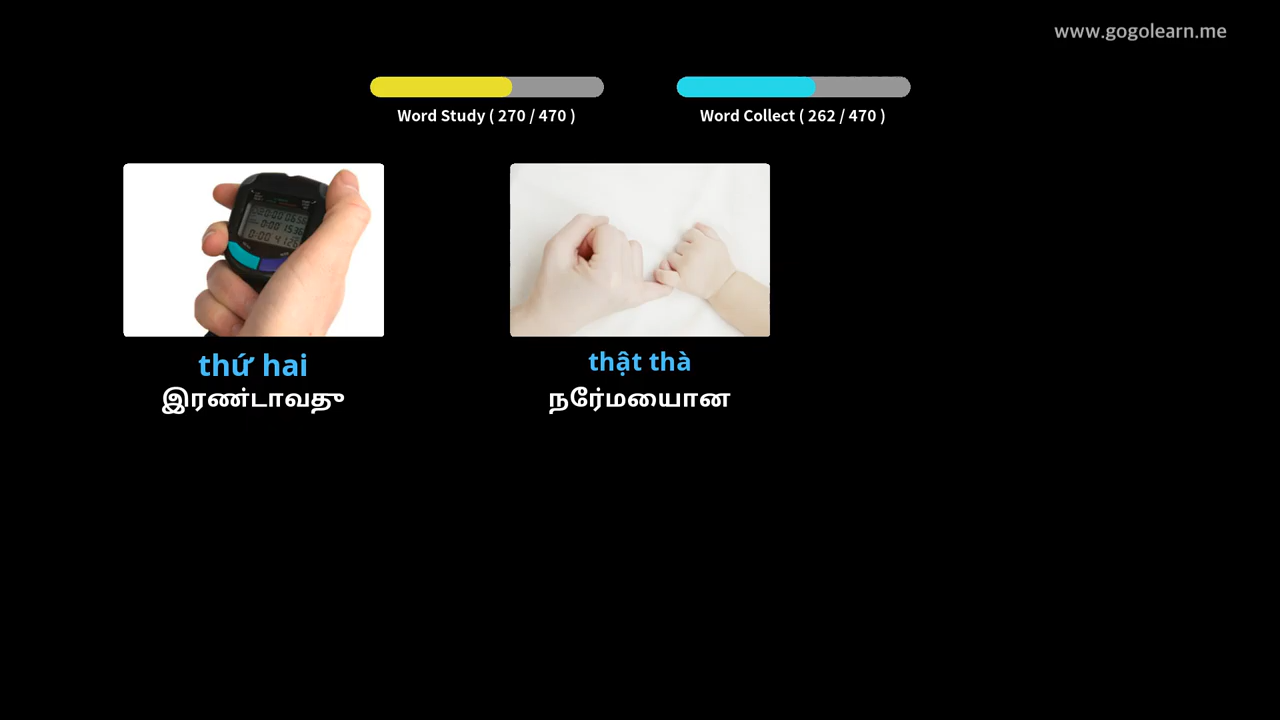 www.gogolearn.me
Word Study ( 270 / 470 )
Word Collect ( 262 / 470 )
thứ hai
இரண்டாவது
thật thà
நேர்மையான